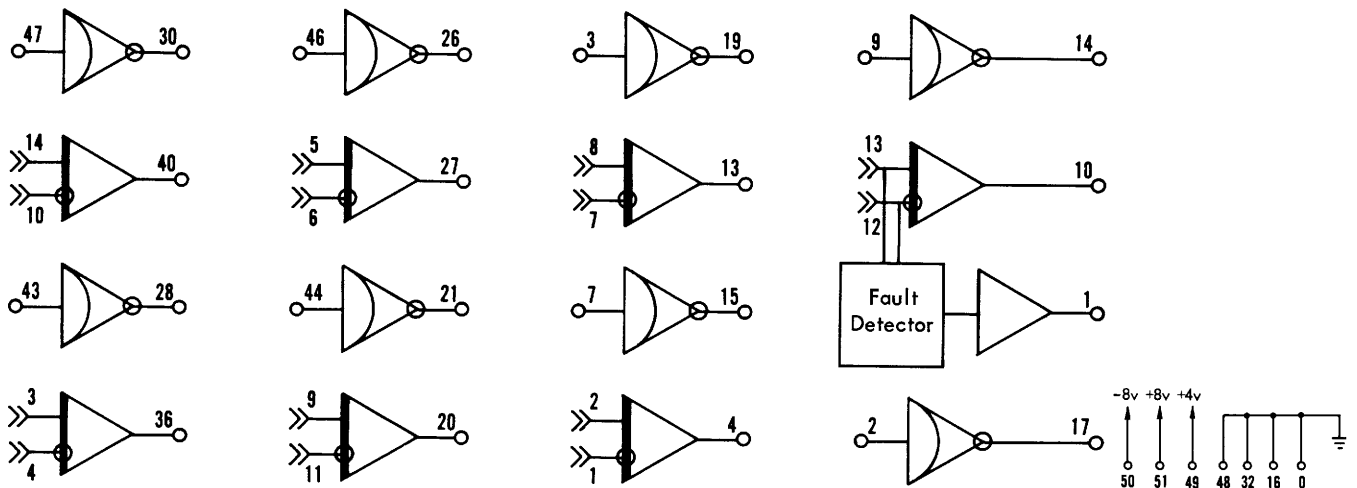 47 30 46 26 3 19 9 14
14 40 5 27 8 13 13 10
10 6 7 12
43 28 44 21 7 15 Fault 1
Detector
3 36 9 20 2 4 2 17
4 11 1
-8v +8v +4v
50 51 49 48 32 16 0